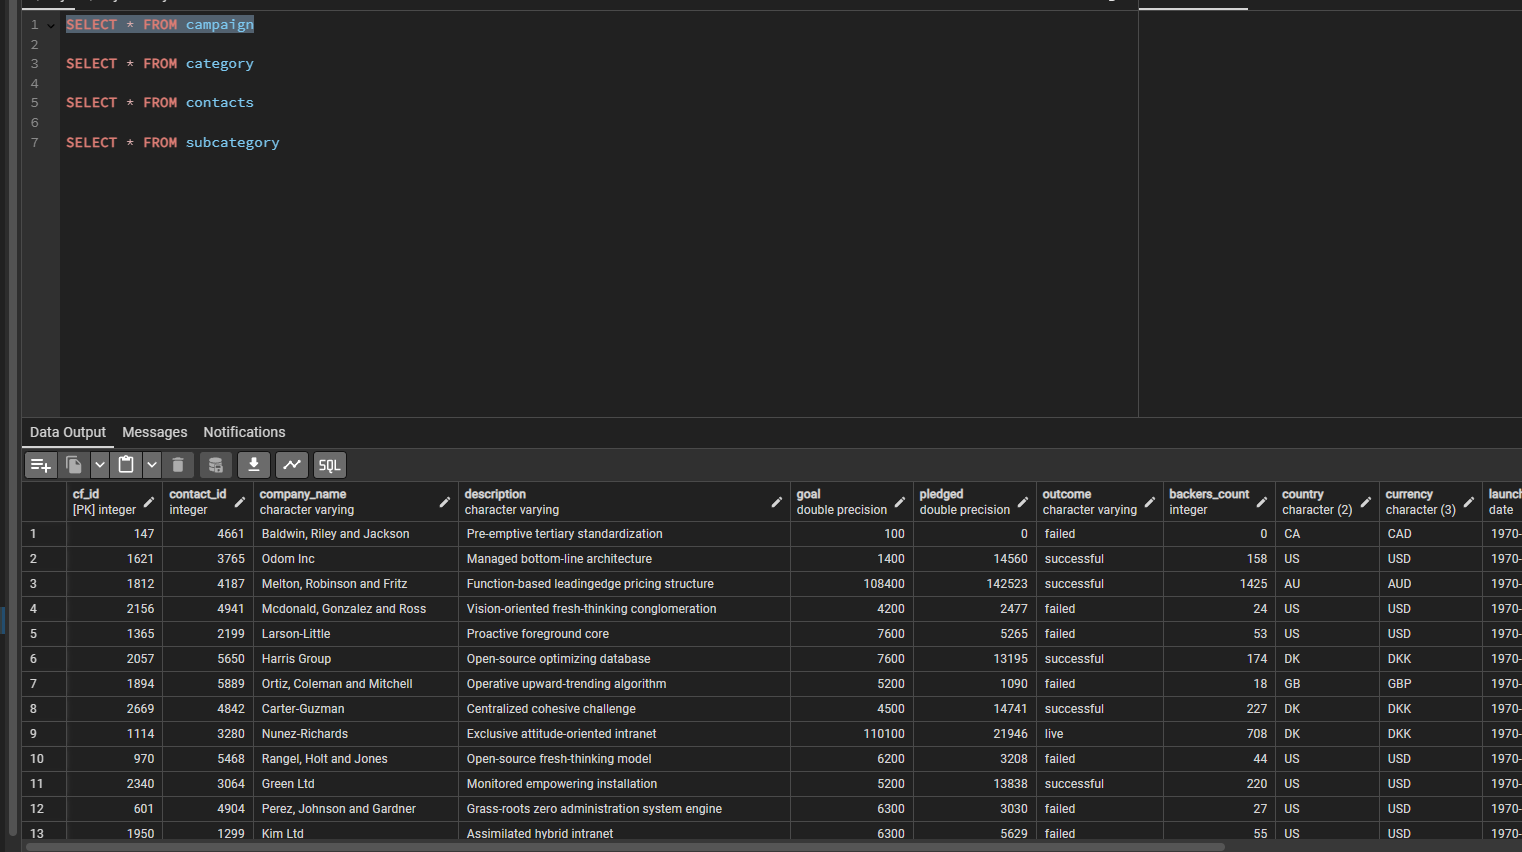 1 SELECT * FROM campaign
2
3 SELECT * FROM category
4
5 SELECT * FROM contacts
6
7 SELECT * FROM subcategory
Data Output Messages Notifications
SQL
cf_id contact_id company_name description goal pledged outcome backers_count country currency launch
[PK] integer integer character varying character varying double precision double precision character varying integer character (2) character (3) date
1 147 4661 Baldwin, Riley and Jackson Pre-emptive tertiary standardization 100 0 failed 0 CA CAD 1970-
2 1621 3765 Odom Inc Managed bottom-line architecture 1400 14560 successful 158 US USD 1970-
3 1812 4187 Melton, Robinson and Fritz Function-based leadingedge pricing structure 108400 142523 successful 1425 AU AUD 1970-
4 2156 4941 Mcdonald, Gonzalez and Ross Vision-oriented fresh-thinking conglomeration 4200 2477 failed 24 US USD 1970-
5 1365 2199 Larson-Little Proactive foreground core 7600 5265 failed 53 US USD 1970-
6 2057 5650 Harris Group Open-source optimizing database 7600 13195 successful 174 DK DKK 1970-
7 1894 5889 Ortiz, Coleman and Mitchell Operative upward-trending algorithm 5200 1090 failed 18 GB GBP 1970-
8 2669 4842 Carter-Guzman Centralized cohesive challenge 4500 14741 successful 227 DK DKK 1970-
9 1114 3280 Nunez-Richards Exclusive attitude-oriented intranet 110100 21946 live 708 DK DKK 1970-
10 970 5468 Rangel, Holt and Jones Open-source fresh-thinking model 6200 3208 failed 44 US USD 1970-
11 2340 3064 Green Ltd Monitored empowering installation 5200 13838 successful 220 US USD 1970-
12 601 4904 Perez, Johnson and Gardner Grass-roots zero administration system engine 6300 3030 failed 27 US USD 1970-
13 1950 1299 Kim Ltd Assimilated hybrid intranet 6300 5629 failed 55 US USD 1970-